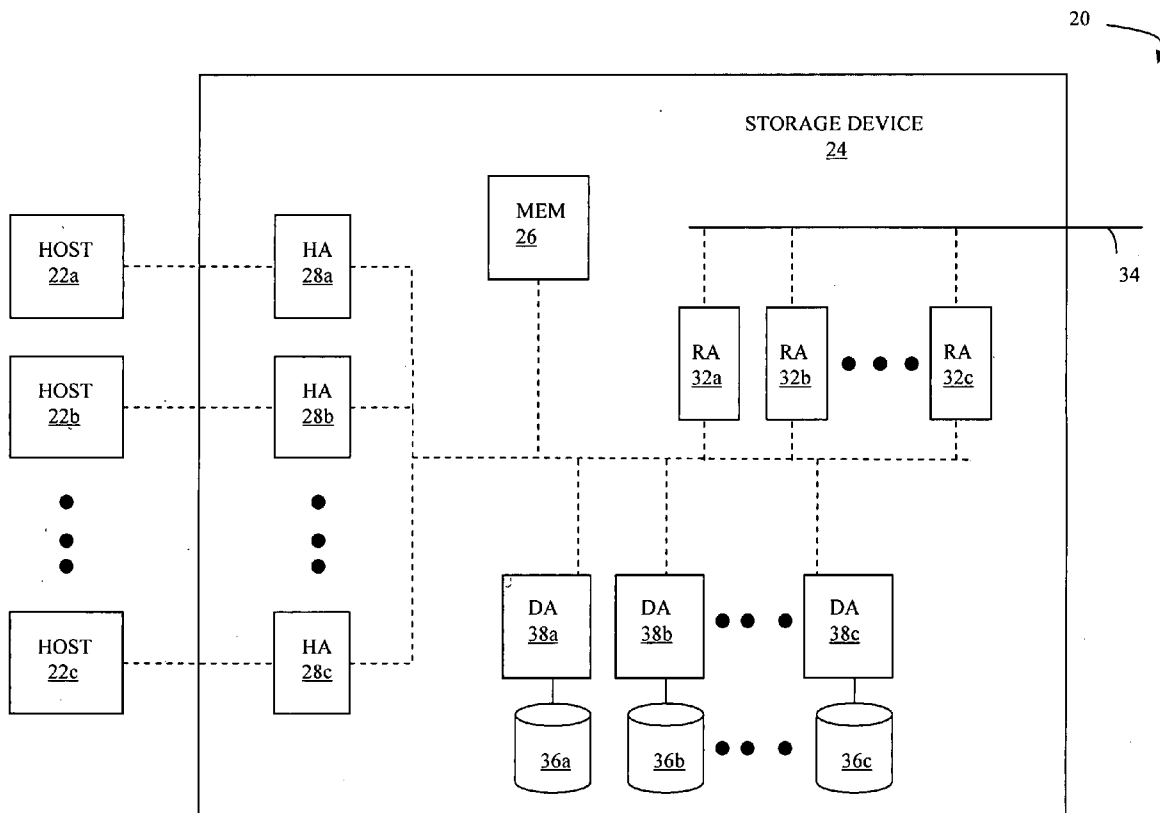 20
STORAGE DEVICE
24
MEM
26
HOST
22a
HA
28a
34
RA
32a
RA
32b
RA
32c
HOST
22b
HA
28b
DA
38a
DA
38b
DA
38c
HOST
22c
HA
28c
36a
36b
36c